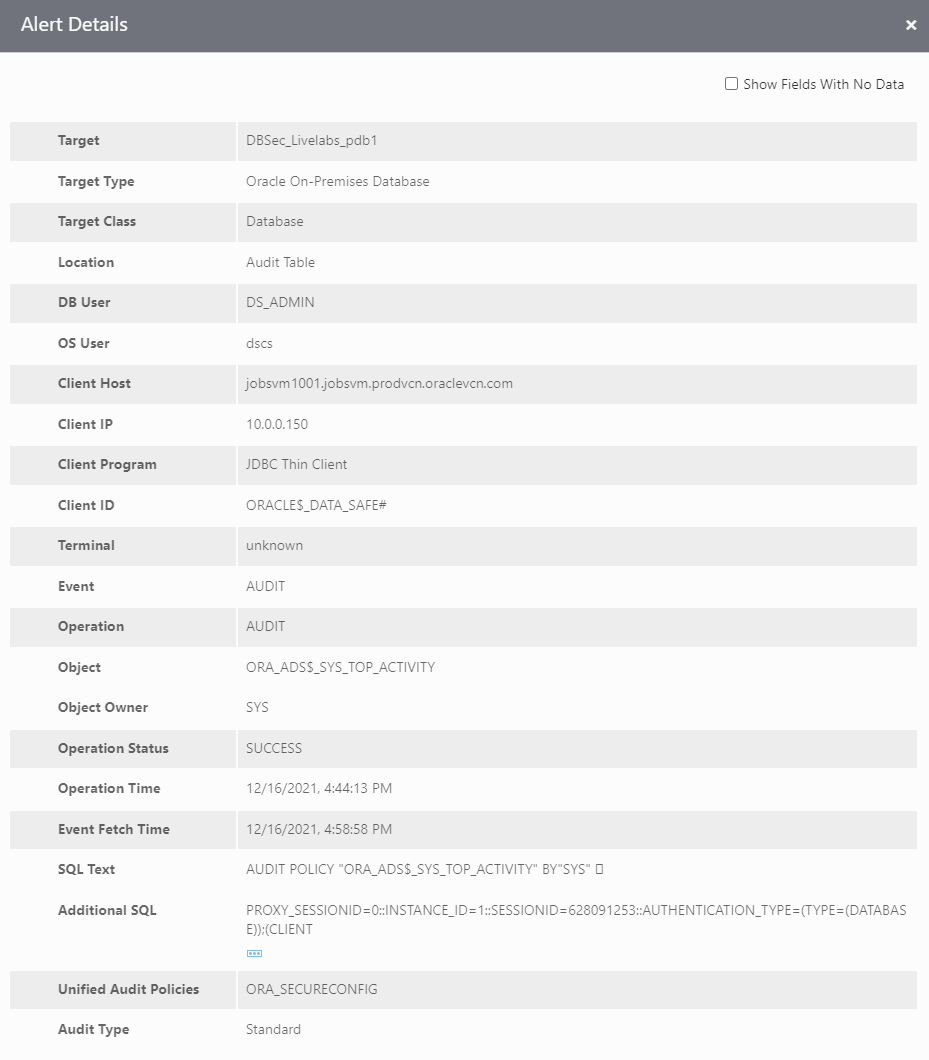 Alert Details ×
Show Fields With No Data
Target DBSec_Livelabs_pdb1
Target Type Oracle On-Premises Database
Target Class Database
Location Audit Table
DB User DS_ADMIN
OS User dscs
Client Host jobsvm1001.jobsvm.prodvcn.oraclevcn.com
Client IP 10.0.0.150
Client Program JDBC Thin Client
Client ID ORACLE$_DATA_SAFE#
Terminal unknown
Event AUDIT
Operation AUDIT
Object ORA_ADS$_SYS_TOP_ACTIVITY
Object Owner SYS
Operation Status SUCCESS
Operation Time 12/16/2021, 4:44:13 PM
Event Fetch Time 12/16/2021, 4:58:58 PM
SQL Text AUDIT POLICY "ORA_ADS$_SYS_TOP_ACTIVITY" BY"SYS" ▯
Additional SQL PROXY_SESSIONID=0::INSTANCE_ID=1::SESSIONID=628091253::AUTHENTICATION_TYPE=(TYPE=(DATABAS
E));(CLIENT
Unified Audit Policies ORA_SECURECONFIG
Audit Type Standard